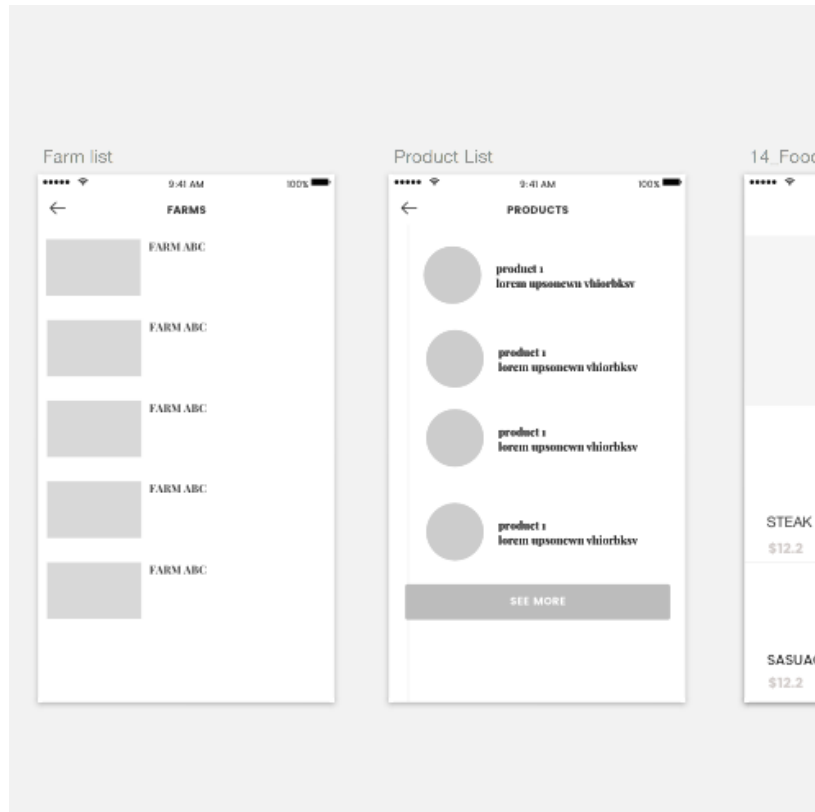 Farm list
9:41 AM 100%
FARMS
FARM ABC
FARM ABC
FARM ABC
FARM ABC
FARM ABC
Product List
9:41 AM 100%
PRODUCTS
product 1
lorem upsonewn vhiorbksv
product 1
lorem upsonewn vhiorbksv
product 1
lorem upsonewn vhiorbksv
product 1
lorem upsonewn vhiorbksv
SEE MORE
14_Food
STEAK
$12.2
SASUA
$12.2